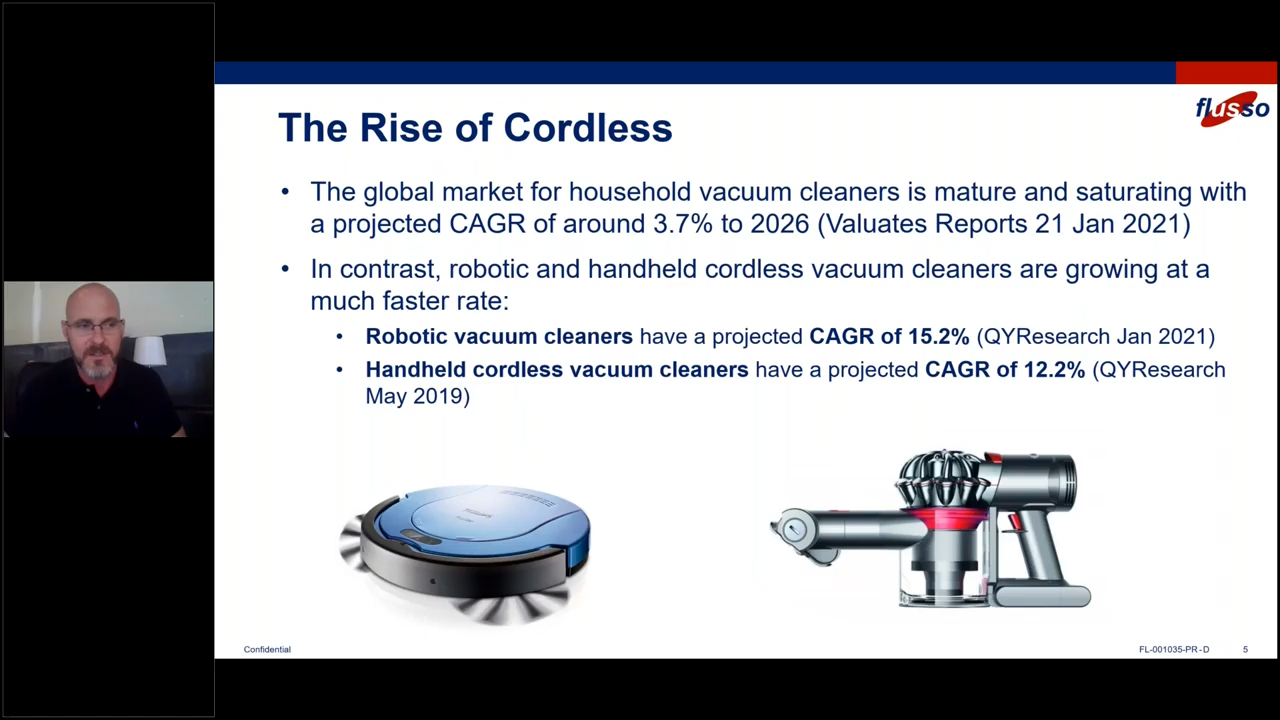 flusso
The Rise of Cordless
• The global market for household vacuum cleaners is mature and saturating with
a projected CAGR of around 3.7% to 2026 (Valuates Reports 21 Jan 2021)
• In contrast, robotic and handheld cordless vacuum cleaners are growing at a
much faster rate:
• Robotic vacuum cleaners have a projected CAGR of 15.2% (QYResearch Jan 2021)
• Handheld cordless vacuum cleaners have a projected CAGR of 12.2% (QYResearch
May 2019)
Confidential
FL-001035-PR-D 5